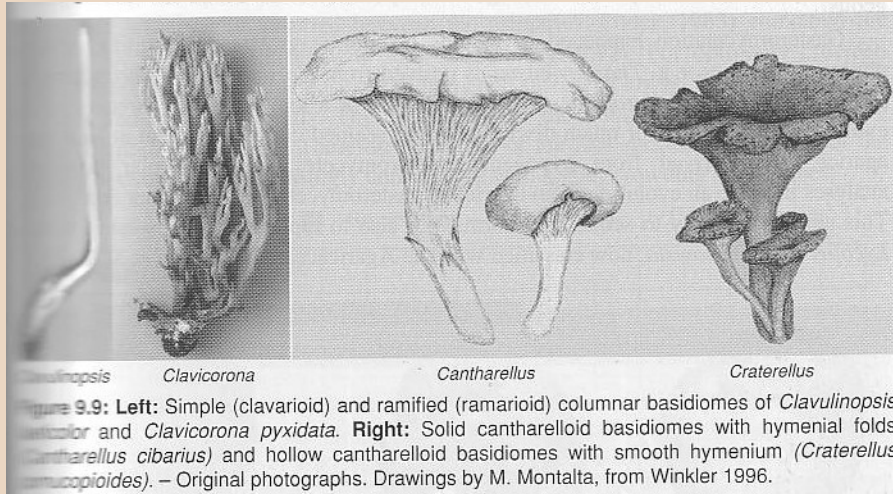 Clavicorona
Cantharellus
Craterellus
9.9: Left: Simple (clavarioid) and ramified (ramarioid) columnar basidiomes of Clavulinopsis
and Clavicorona pyxidata. Right: Solid cantharelloid basidiomes with hymenial folds
cibarius) and hollow cantharelloid basidiomes with smooth hymenium (Craterellus
– Original photographs. Drawings by M. Montalta, from Winkler 1996.